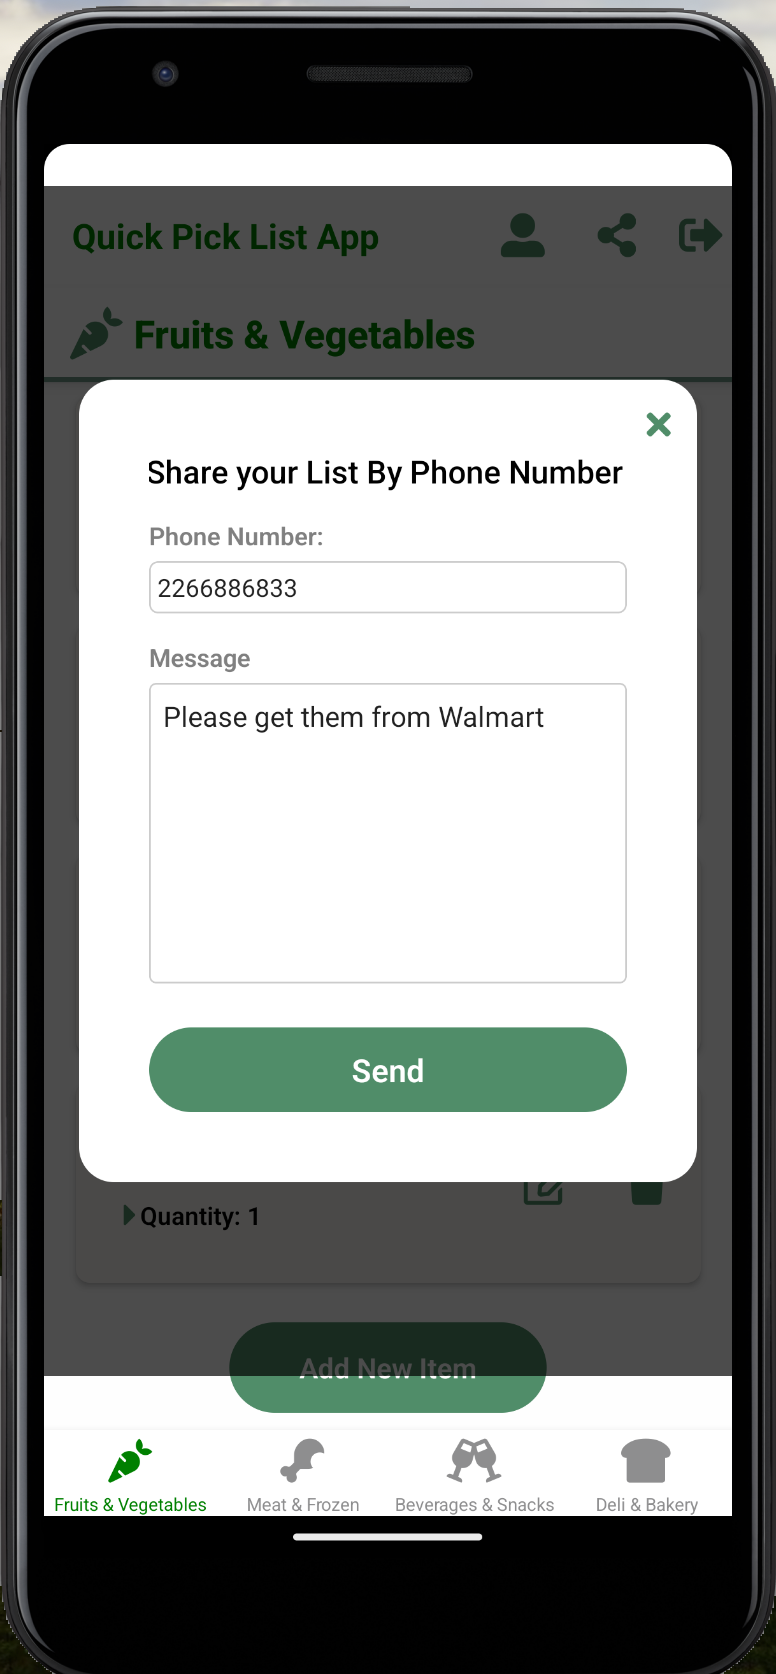 Quick Pick List App
Fruits & Vegetables
Share your List By Phone Number
Phone Number:
2266886833
Message
Please get them from Walmart
Send
Quantity: 1
Add New Item
Fruits & Vegetables
Meat & Frozen
Beverages & Snacks
Deli & Bakery